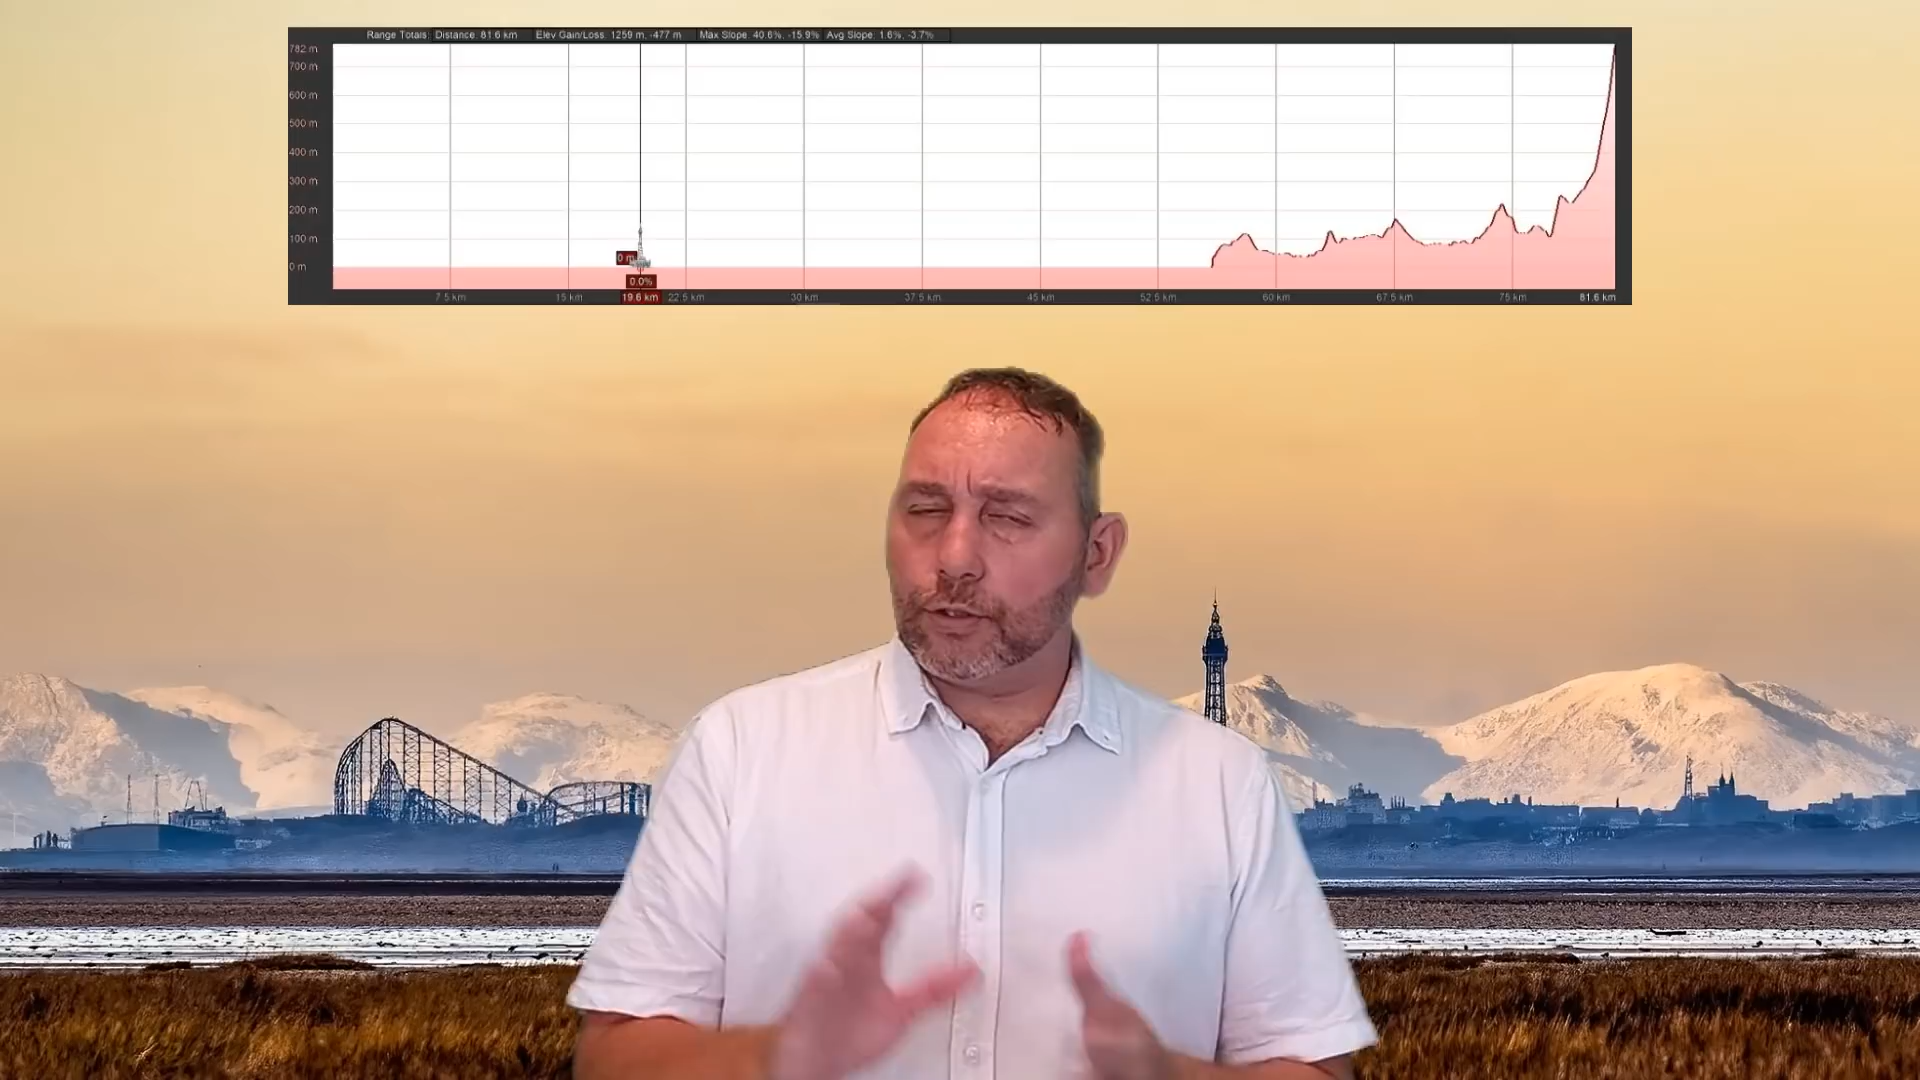 Range Totals: Distance: 81.6 km Elev Gain/Loss: 1259 m, -477 m Max Slope: 40.6%, -15.9% Avg Slope: 1.6%, -3.7%
782 m
700 m
600 m
500 m
400 m
300 m
200 m
100 m
0 m
0 m
0.0%
7.5 km 15 km 19.6 km 22.5 km 30 km 37.5 km 45 km 52.5 km 60 km 67.5 km 75 km 81.6 km